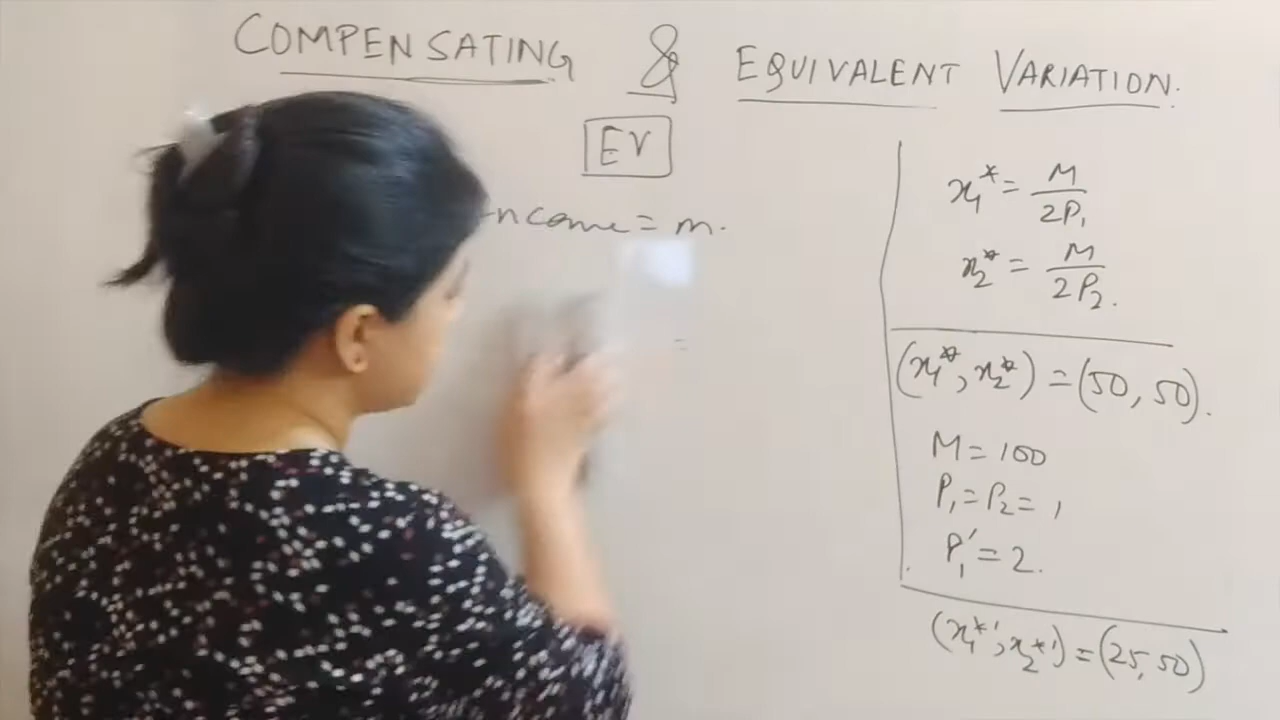 COMPENSATING & EQUIVALENT VARIATION.
EV
Income = m.
=
x₁* = M/2P₁
x₂* = M/2P₂.
(x₁*, x₂*) = (50, 50).
M = 100
P₁ = P₂ = 1
P₁' = 2.
(x₁*', x₂*') = (25, 50)